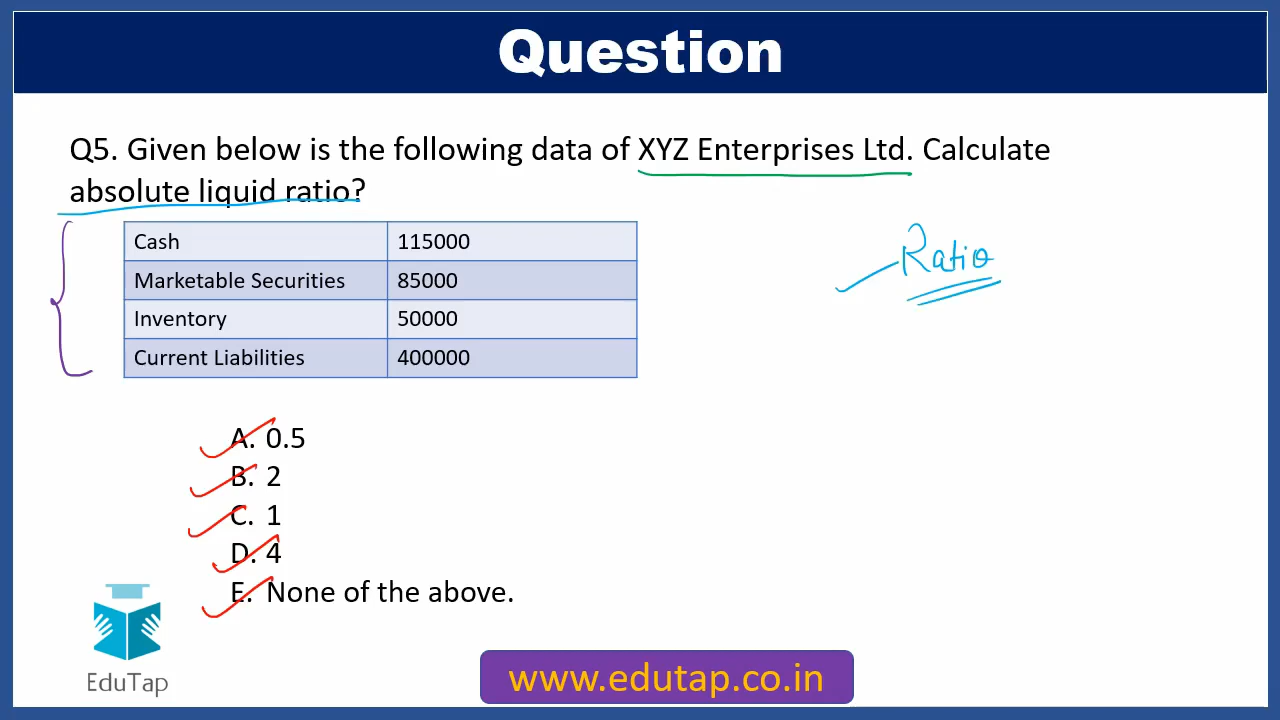 Question
Q5. Given below is the following data of XYZ Enterprises Ltd. Calculate
absolute liquid ratio?
Cash 115000
Marketable Securities 85000
Inventory 50000
Current Liabilities 400000
Ratio
A. 0.5
B. 2
C. 1
D. 4
E. None of the above.
EduTap
www.edutap.co.in